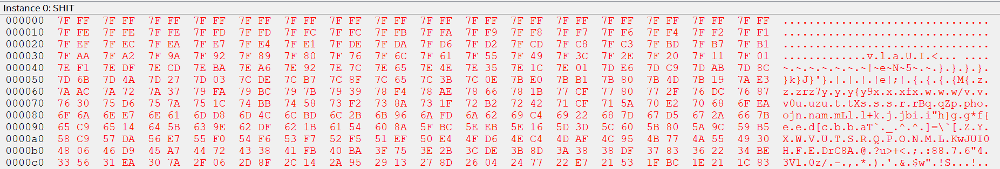 Instance 0: SHIT
000000 7F FF 7F FF 7F FF 7F FF 7F FF 7F FF 7F FF 7F FF 7F FF 7F FF 7F FF 7F FF 7F FF 7F FF 7F FF 7F FF ................................
000010 7F FE 7F FE 7F FE 7F FD 7F FD 7F FC 7F FC 7F FB 7F FA 7F F9 7F F8 7F F7 7F F6 7F F4 7F F2 7F F1 ................................
000020 7F EF 7F EC 7F EA 7F E7 7F E4 7F E1 7F DE 7F DA 7F D6 7F D2 7F CD 7F C8 7F C3 7F BD 7F B7 7F B1 ................................
000030 7F AA 7F A2 7F 9A 7F 92 7F 89 7F 80 7F 76 7F 6C 7F 61 7F 55 7F 49 7F 3C 7F 2E 7F 20 7F 11 7F 01 .............v.l.a.U.I.<... ....
000040 7E F1 7E DF 7E CD 7E BA 7E A6 7E 92 7E 7C 7E 65 7E 4E 7E 35 7E 1C 7E 01 7D E6 7D C9 7D AB 7D 8C ~.~.~.~.~.~.~|~e~N~5~.~.}.}.}.}.
000050 7D 6B 7D 4A 7D 27 7D 03 7C DE 7C B7 7C 8F 7C 65 7C 3B 7C 0E 7B E0 7B B1 7B 80 7B 4D 7B 19 7A E3 }k}J}'}.|.|.|.|e|;|.{.{.{.{M{.z.
000060 7A AC 7A 72 7A 37 79 FA 79 BC 79 7B 79 39 78 F4 78 AE 78 66 78 1B 77 CF 77 80 77 2F 76 DC 76 87 z.zrz7y.y.y{y9x.x.xfx.w.w.w/v.v.
000070 76 30 75 D6 75 7A 75 1C 74 BB 74 58 73 F2 73 8A 73 1F 72 B2 72 42 71 CF 71 5A 70 E2 70 68 6F EA v0u.uzu.t.tXs.s.s.r.rBq.qZp.pho.
000080 6F 6A 6E E7 6E 61 6D D8 6D 4C 6C BD 6C 2B 6B 96 6A FD 6A 62 69 C4 69 22 68 7D 67 D5 67 2A 66 7B ojn.nam.mLl.l+k.j.jbi.i"h}g.g*f{
000090 65 C9 65 14 64 5B 63 9E 62 DF 62 1B 61 54 60 8A 5F BC 5E EB 5E 16 5D 3D 5C 60 5B 80 5A 9C 59 B5 e.e.d[c.b.b.aT`._.^.^.]=\`[.Z.Y.
0000a0 58 C9 57 DA 56 E7 55 F0 54 F6 53 F7 52 F5 51 EF 50 E4 4F D6 4E C4 4D AF 4C 95 4B 77 4A 55 49 30 X.W.V.U.T.S.R.Q.P.O.N.M.L.KwJUI0
0000b0 48 06 46 D9 45 A7 44 72 43 38 41 FB 40 BA 3F 75 3E 2B 3C DE 3B 8D 3A 38 38 DF 37 83 36 22 34 BE H.F.E.DrC8A.@.?u>+<.;.:88.7.6"4.
0000c0 33 56 31 EA 30 7A 2F 06 2D 8F 2C 14 2A 95 29 13 27 8D 26 04 24 77 22 E7 21 53 1F BC 1E 21 1C 83 3V1.0z/.-.,.*.).'.&.$w".!S...!..